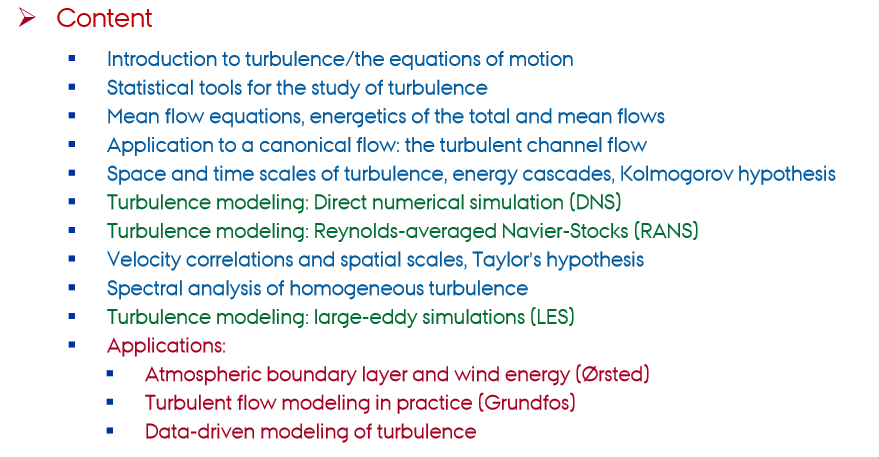 Content
Introduction to turbulence/the equations of motion
Statistical tools for the study of turbulence
Mean flow equations, energetics of the total and mean flows
Application to a canonical flow: the turbulent channel flow
Space and time scales of turbulence, energy cascades, Kolmogorov hypothesis
Turbulence modeling: Direct numerical simulation (DNS)
Turbulence modeling: Reynolds-averaged Navier-Stocks (RANS)
Velocity correlations and spatial scales, Taylor's hypothesis
Spectral analysis of homogeneous turbulence
Turbulence modeling: large-eddy simulations (LES)
Applications:
Atmospheric boundary layer and wind energy (Ørsted)
Turbulent flow modeling in practice (Grundfos)
Data-driven modeling of turbulence